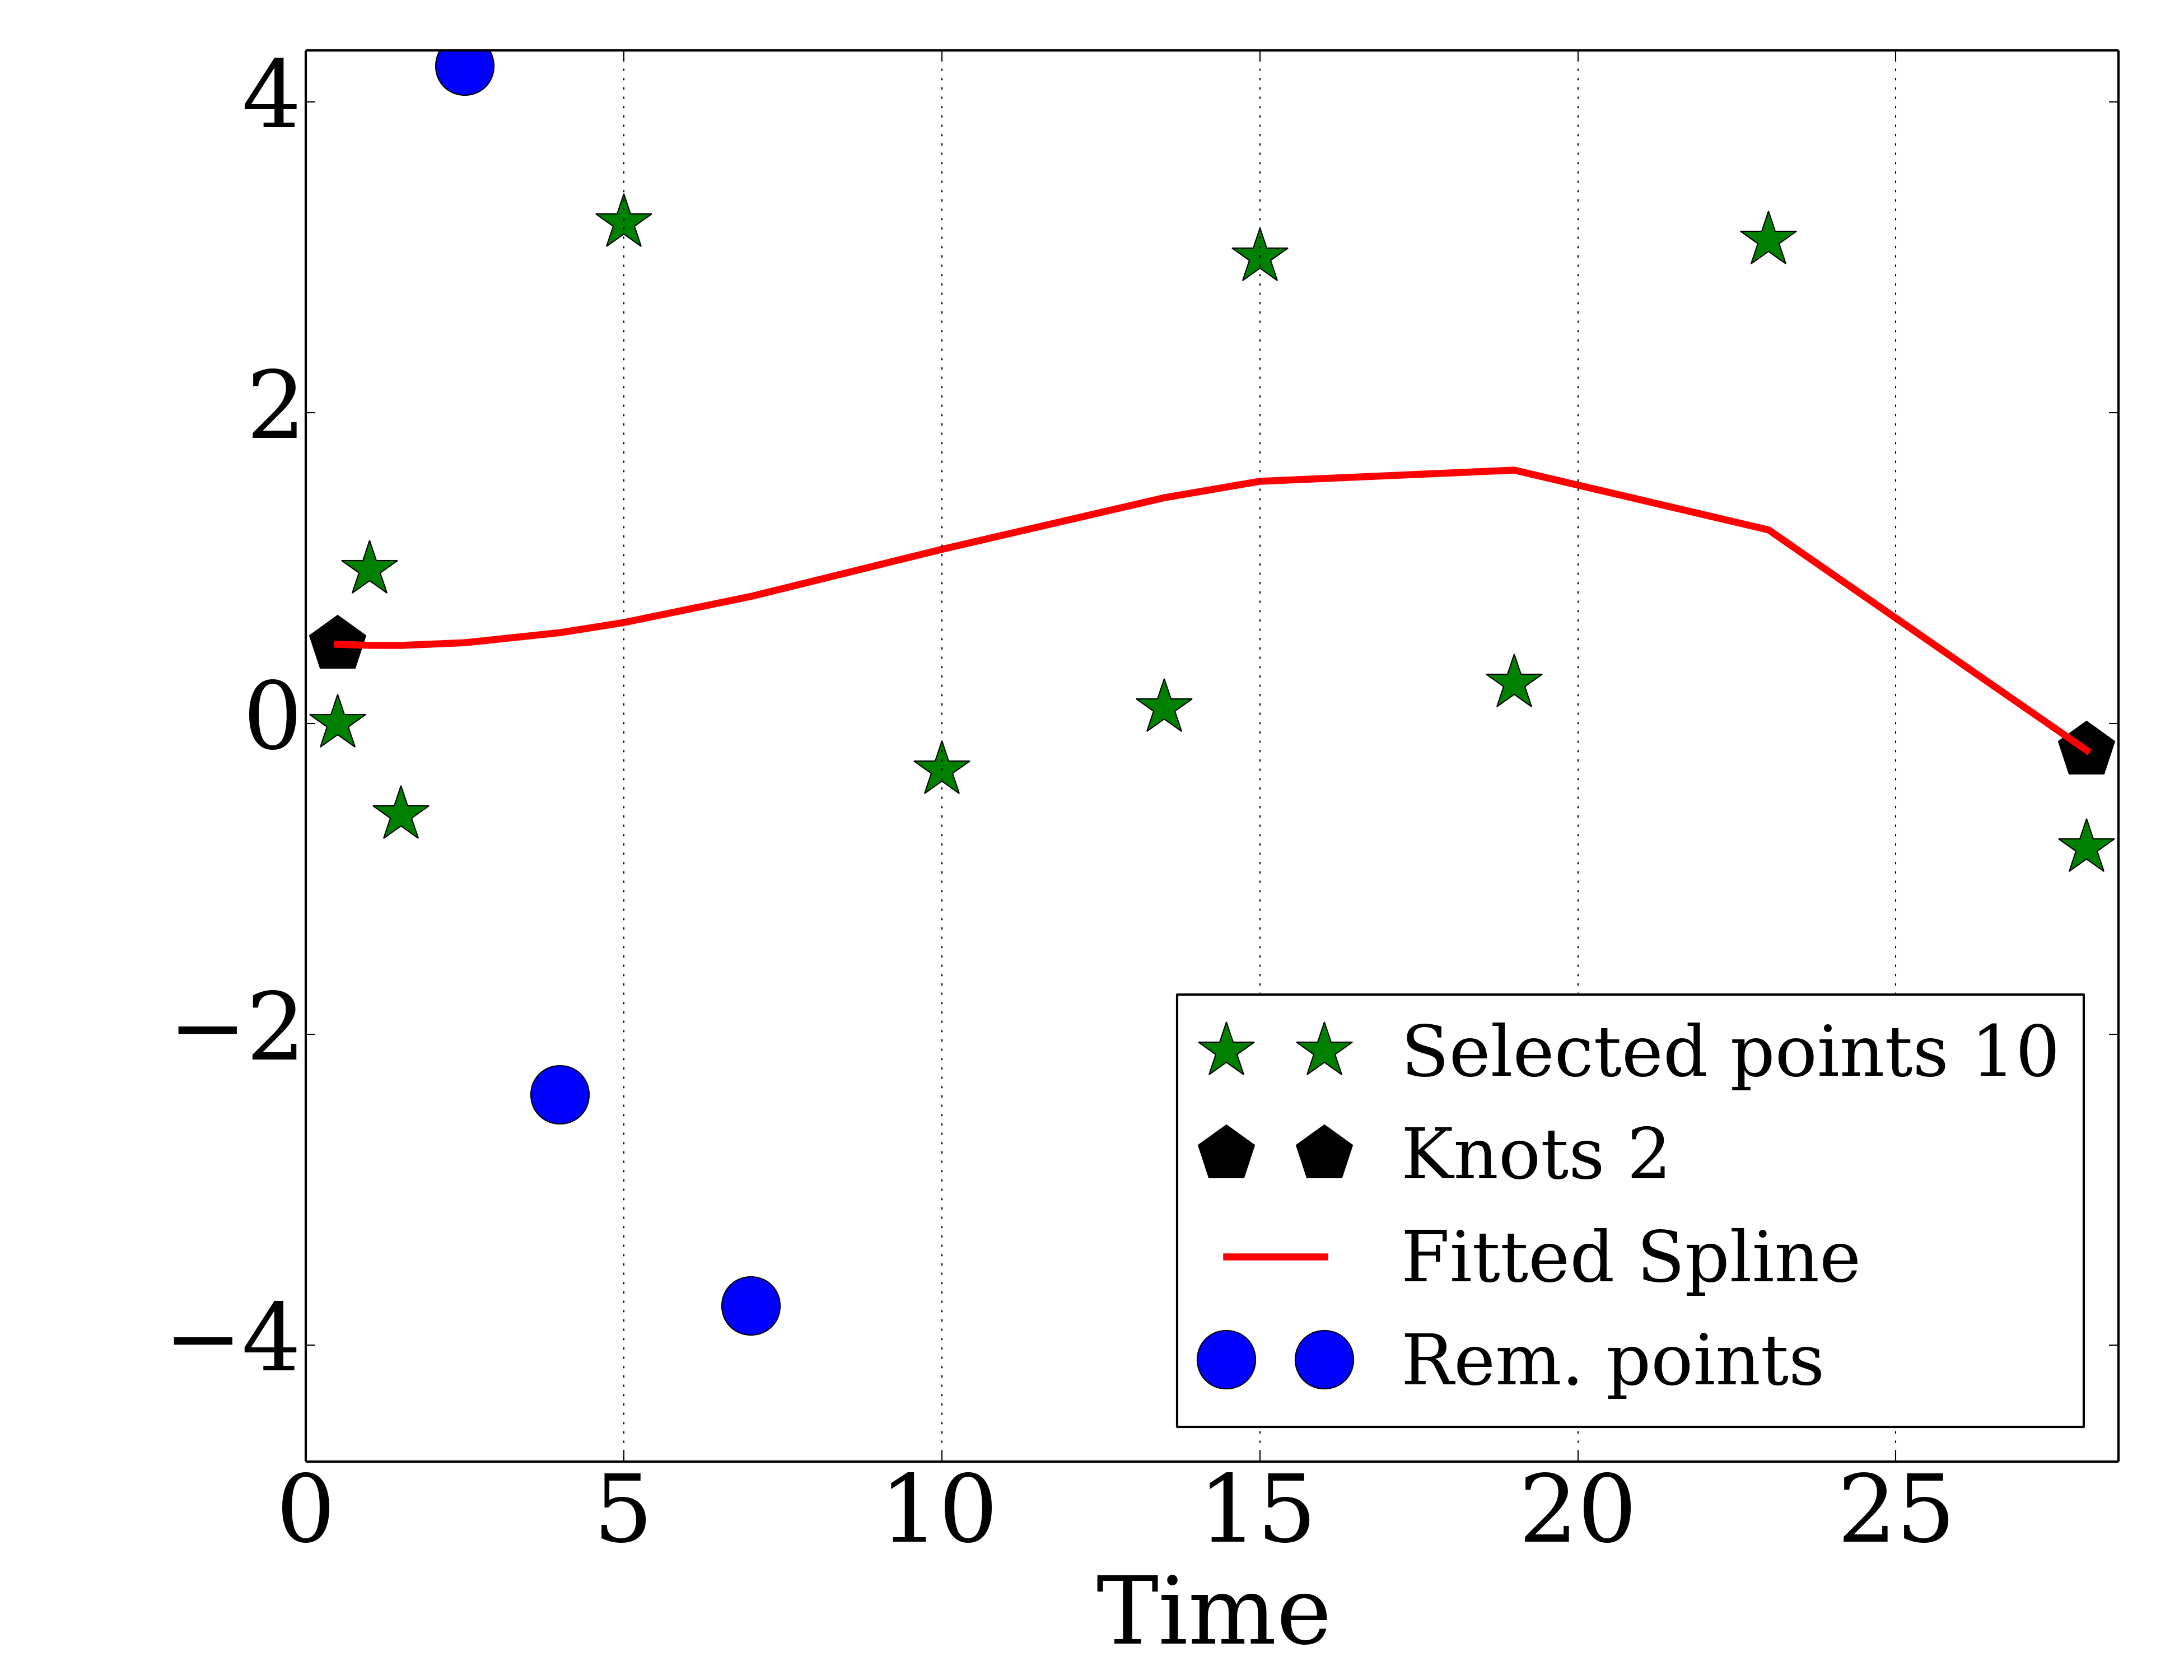 4
2
0
−2
−4
Selected points 10
Knots 2
Fitted Spline
Rem. points
0 5 10 15 20 25
Time